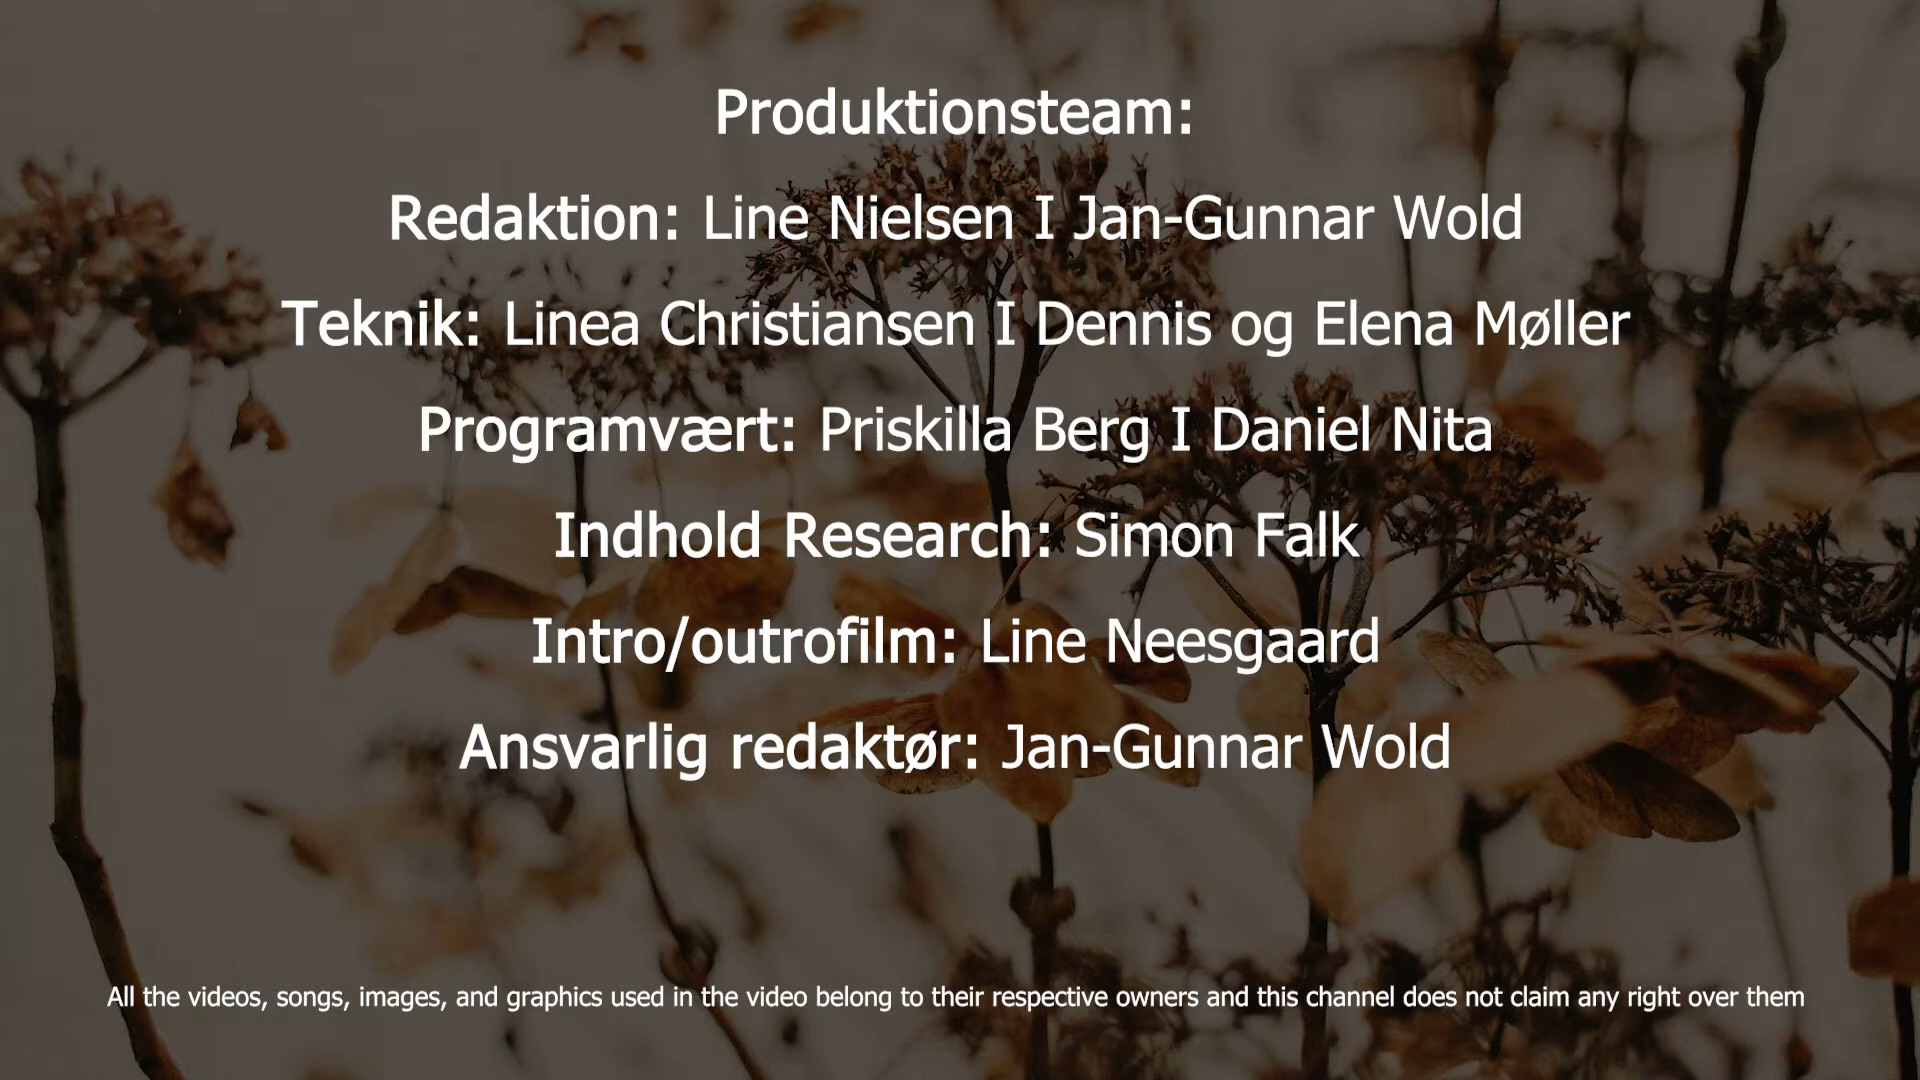 Produktionsteam:
Redaktion: Line Nielsen I Jan-Gunnar Wold
Teknik: Linea Christiansen I Dennis og Elena Møller
Programvært: Priskilla Berg I Daniel Nita
Indhold Research: Simon Falk
Intro/outrofilm: Line Neesgaard
Ansvarlig redaktør: Jan-Gunnar Wold
All the videos, songs, images, and graphics used in the video belong to their respective owners and this channel does not claim any right over them